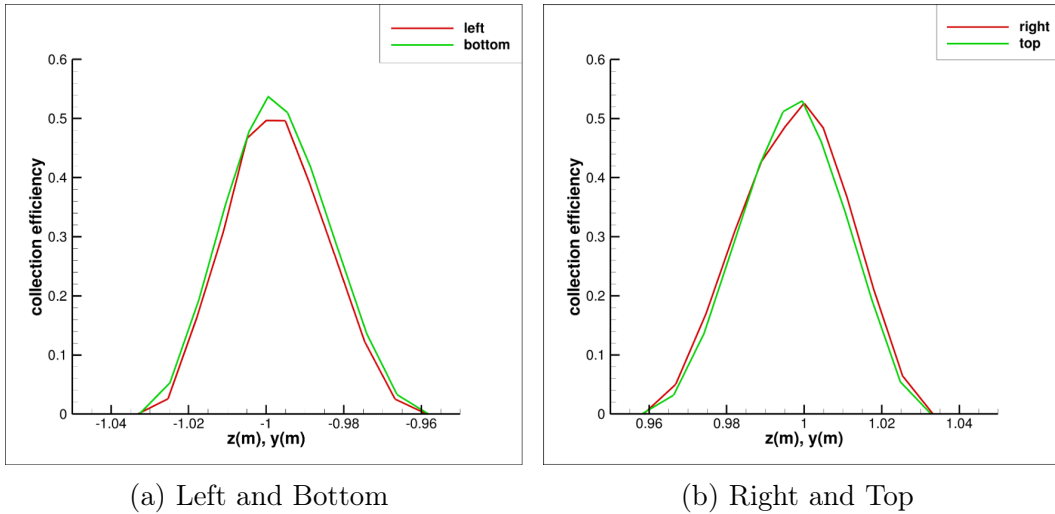 left
bottom
0.6
0.5
0.4
0.3
0.2
0.1
0
collection efficiency
-1.04 -1.02 -1 -0.98 -0.96
z(m), y(m)
(a) Left and Bottom
right
top
0.6
0.5
0.4
0.3
0.2
0.1
0
collection efficiency
0.96 0.98 1 1.02 1.04
z(m), y(m)
(b) Right and Top